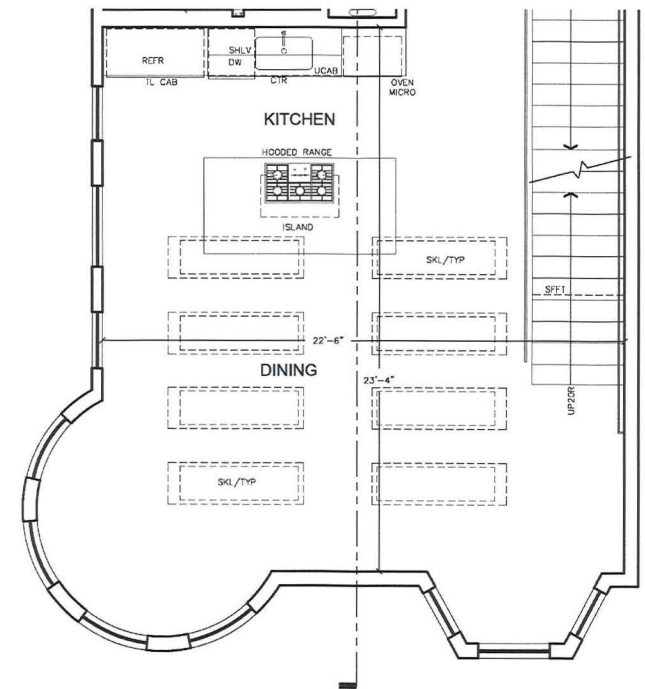 REFR
SHLV
DW
TL CAB
CTR
UCAB
OVEN
MICRO
KITCHEN
HOODED RANGE
ISLAND
SKL/TYP
SFFT
22'-6"
DINING
23'-4"
UP20R
SKL/TYP